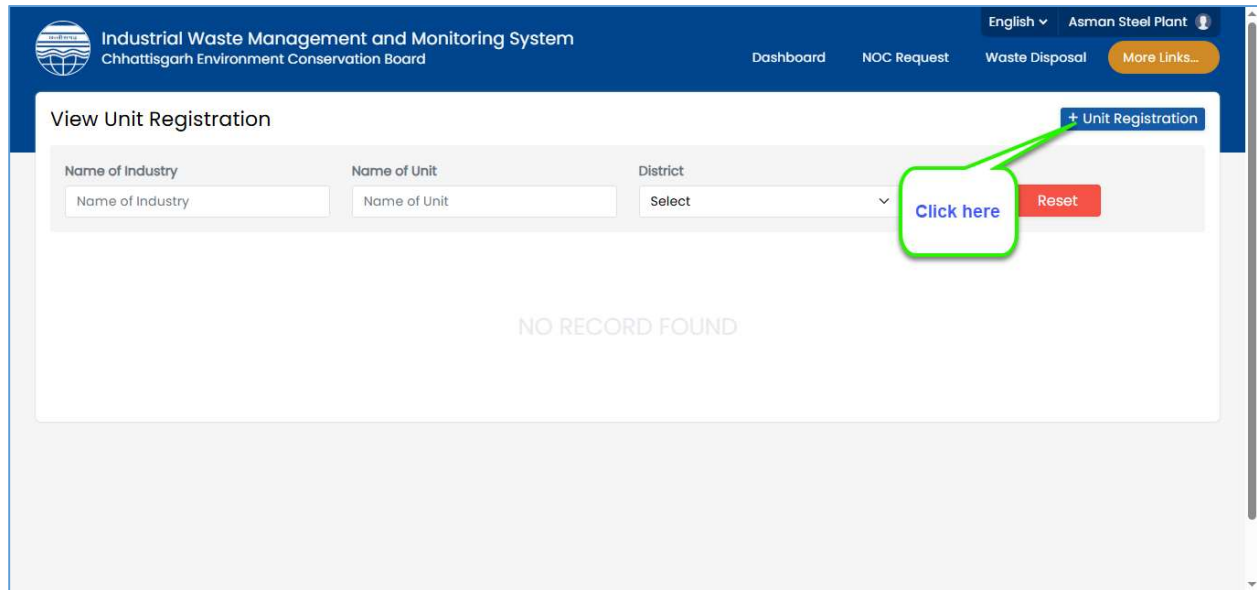 English
Asman Steel Plant
Industrial Waste Management and Monitoring System
Chhattisgarh Environment Conservation Board
Dashboard
NOC Request
Waste Disposal
More Links...
View Unit Registration
+ Unit Registration
Name of Industry
Name of Unit
District
Name of Industry
Name of Unit
Select
Click here
Reset
NO RECORD FOUND